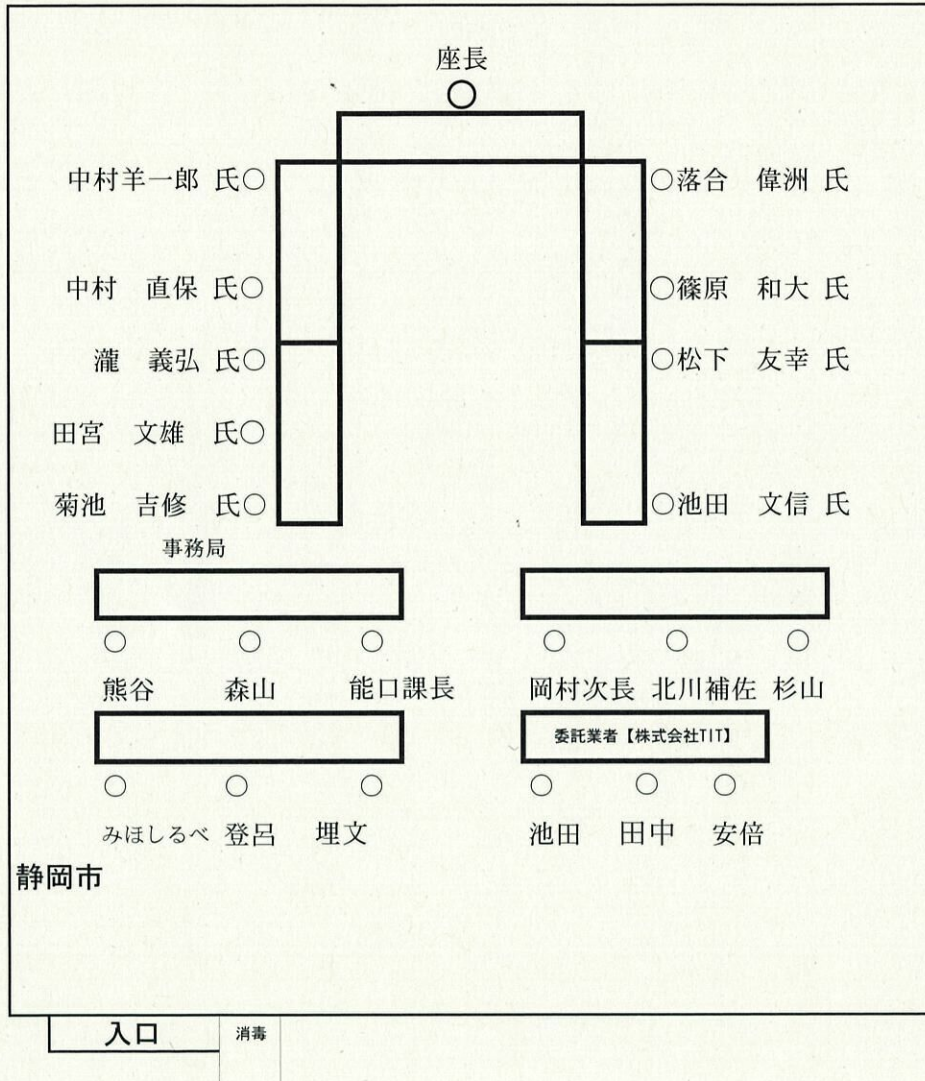 座長
○
中村羊一郎 氏○ ○落合 偉洲 氏
中村 直保 氏○ ○篠原 和大 氏
瀧 義弘 氏○ ○松下 友幸 氏
田宮 文雄 氏○
菊池 吉修 氏○ ○池田 文信 氏
事務局
○ ○ ○ ○ ○ ○
熊谷 森山 能口課長 岡村次長 北川補佐 杉山
委託業者【株式会社TIT】
○ ○ ○ ○ ○ ○
みほしるべ 登呂 埋文 池田 田中 安倍
静岡市
入口 消毒